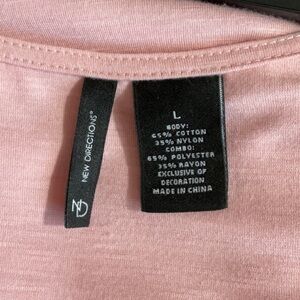 NEW DIRECTIONS®
ND
L
BODY:
65% COTTON
35% NYLON
COMBO:
65% POLYESTER
35% RAYON
EXCLUSIVE OF
DECORATION
MADE IN CHINA